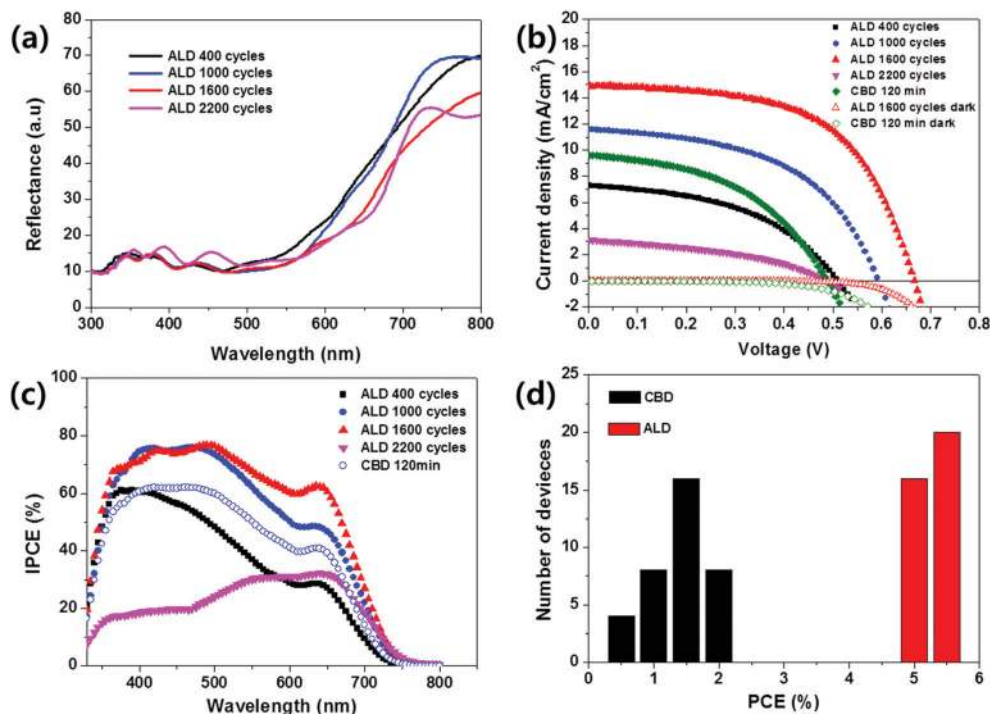 (a)
ALD 400 cycles
ALD 1000 cycles
ALD 1600 cycles
ALD 2200 cycles
Reflectance (a.u)
80
70
60
50
40
30
20
10
0
300 400 500 600 700 800
Wavelength (nm)
(b)
ALD 400 cycles
ALD 1000 cycles
ALD 1600 cycles
ALD 2200 cycles
CBD 120 min
ALD 1600 cycles dark
CBD 120 min dark
Current density (mA/cm²)
20
18
16
14
12
10
8
6
4
2
0
-2
0.0 0.1 0.2 0.3 0.4 0.5 0.6 0.7 0.8
Voltage (V)
(c)
ALD 400 cycles
ALD 1000 cycles
ALD 1600 cycles
ALD 2200 cycles
CBD 120min
IPCE (%)
100
80
60
40
20
0
400 500 600 700 800
Wavelength (nm)
(d)
CBD
ALD
Number of devieces
25
20
15
10
5
0
0 1 2 3 4 5 6
PCE (%)